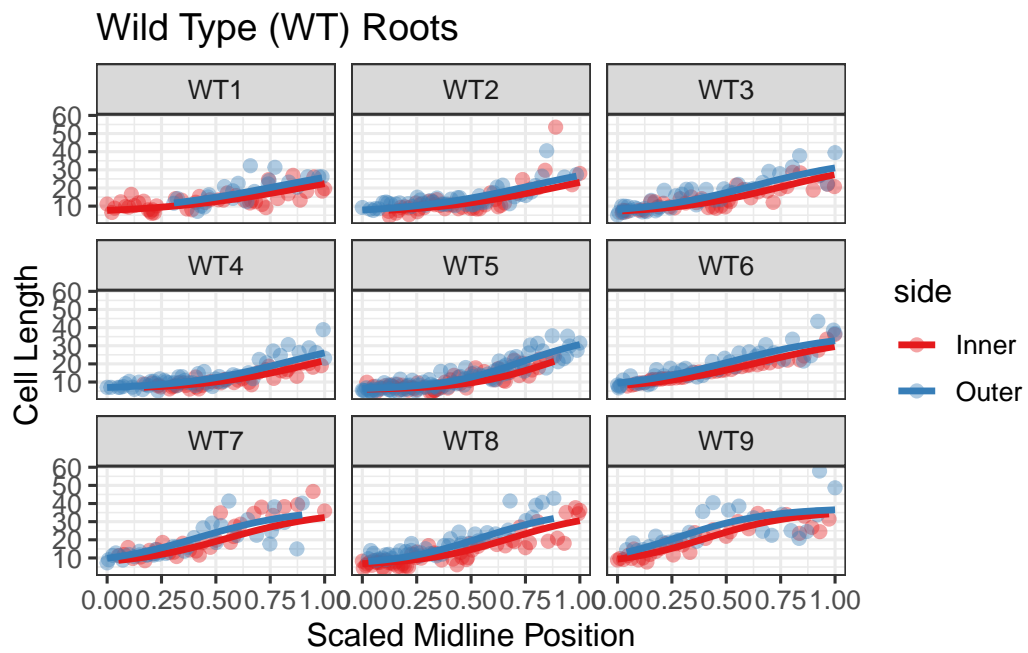 Wild Type (WT) Roots
WT1 WT2 WT3
60
50
40
30
20
10
WT4 WT5 WT6
60
50
40
30
20
10
WT7 WT8 WT9
60
50
40
30
20
10
0.00 0.25 0.50 0.75 1.00 0.00 0.25 0.50 0.75 1.00 0.00 0.25 0.50 0.75 1.00
Scaled Midline Position
Cell Length
side
Inner
Outer